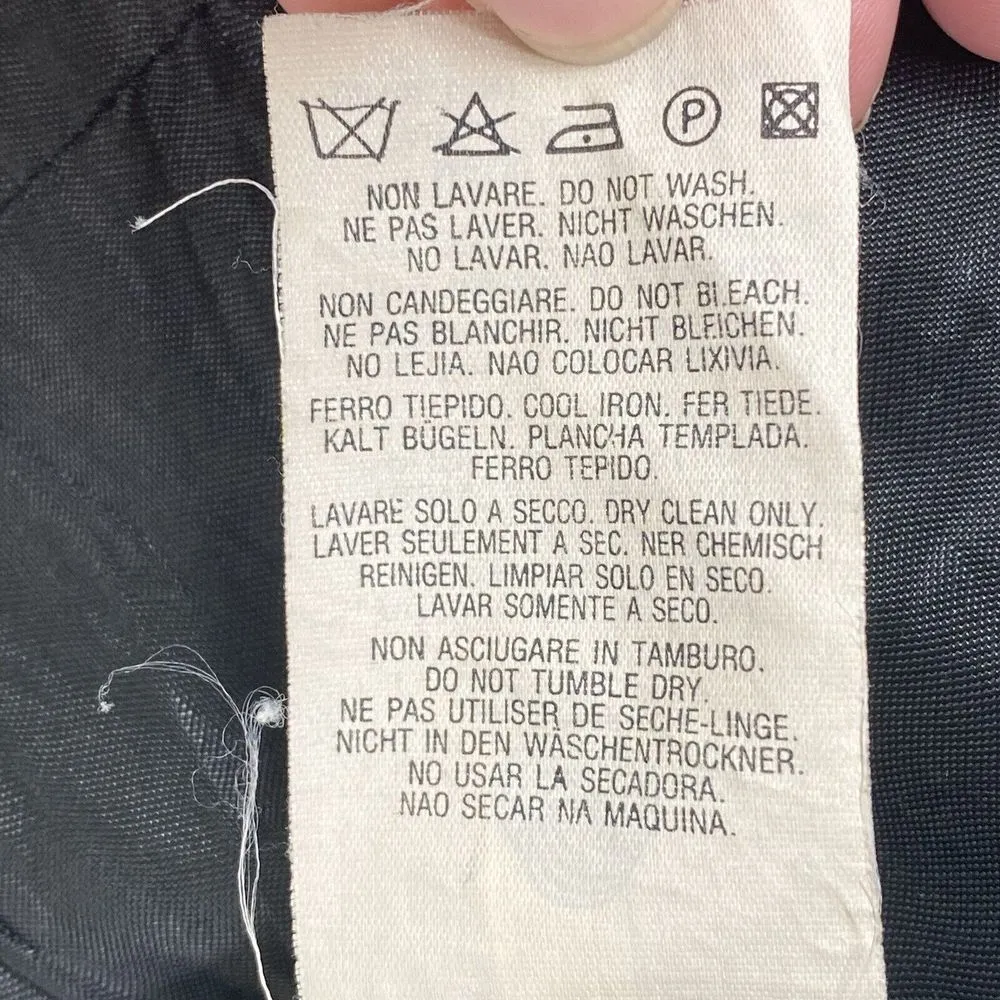 P
NON LAVARE. DO NOT WASH.
NE PAS LAVER. NICHT WASCHEN.
NO LAVAR. NAO LAVAR.
NON CANDEGGIARE. DO NOT BLEACH.
NE PAS BLANCHIR. NICHT BLEICHEN.
NO LEJIA. NAO COLOCAR LIXIVIA.
FERRO TIEPIDO. COOL IRON. FER TIEDE.
KALT BÜGELN. PLANCHA TEMPLADA.
FERRO TEPIDO.
LAVARE SOLO A SECCO. DRY CLEAN ONLY.
LAVER SEULEMENT A SEC. NER CHEMISCH
REINIGEN. LIMPIAR SOLO EN SECO.
LAVAR SOMENTE A SECO.
NON ASCIUGARE IN TAMBURO.
DO NOT TUMBLE DRY.
NE PAS UTILISER DE SECHE-LINGE.
NICHT IN DEN WÄSCHENTROCKNER.
NO USAR LA SECADORA.
NAO SECAR NA MAQUINA.